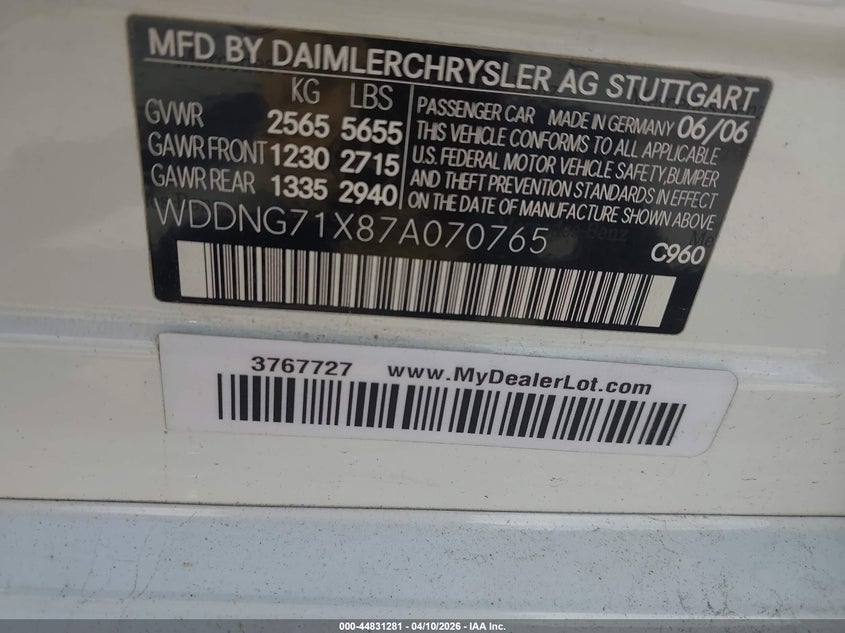 MFD BY DAIMLERCHRYSLER AG STUTTGART
KG LBS
GVWR 2565 5655
GAWR FRONT 1230 2715
GAWR REAR 1335 2940
PASSENGER CAR MADE IN GERMANY 06/06
THIS VEHICLE CONFORMS TO ALL APPLICABLE
U.S. FEDERAL MOTOR VEHICLE SAFETY,BUMPER
AND THEFT PREVENTION STANDARDS IN EFFECT
ON THE DATE OF MANUFACTURE SHOWN ABOVE
WDDNG71X87A070765
C960
3767727 www.MyDealerLot.com
000-44831281 - 04/10/2026 - IAA Inc.